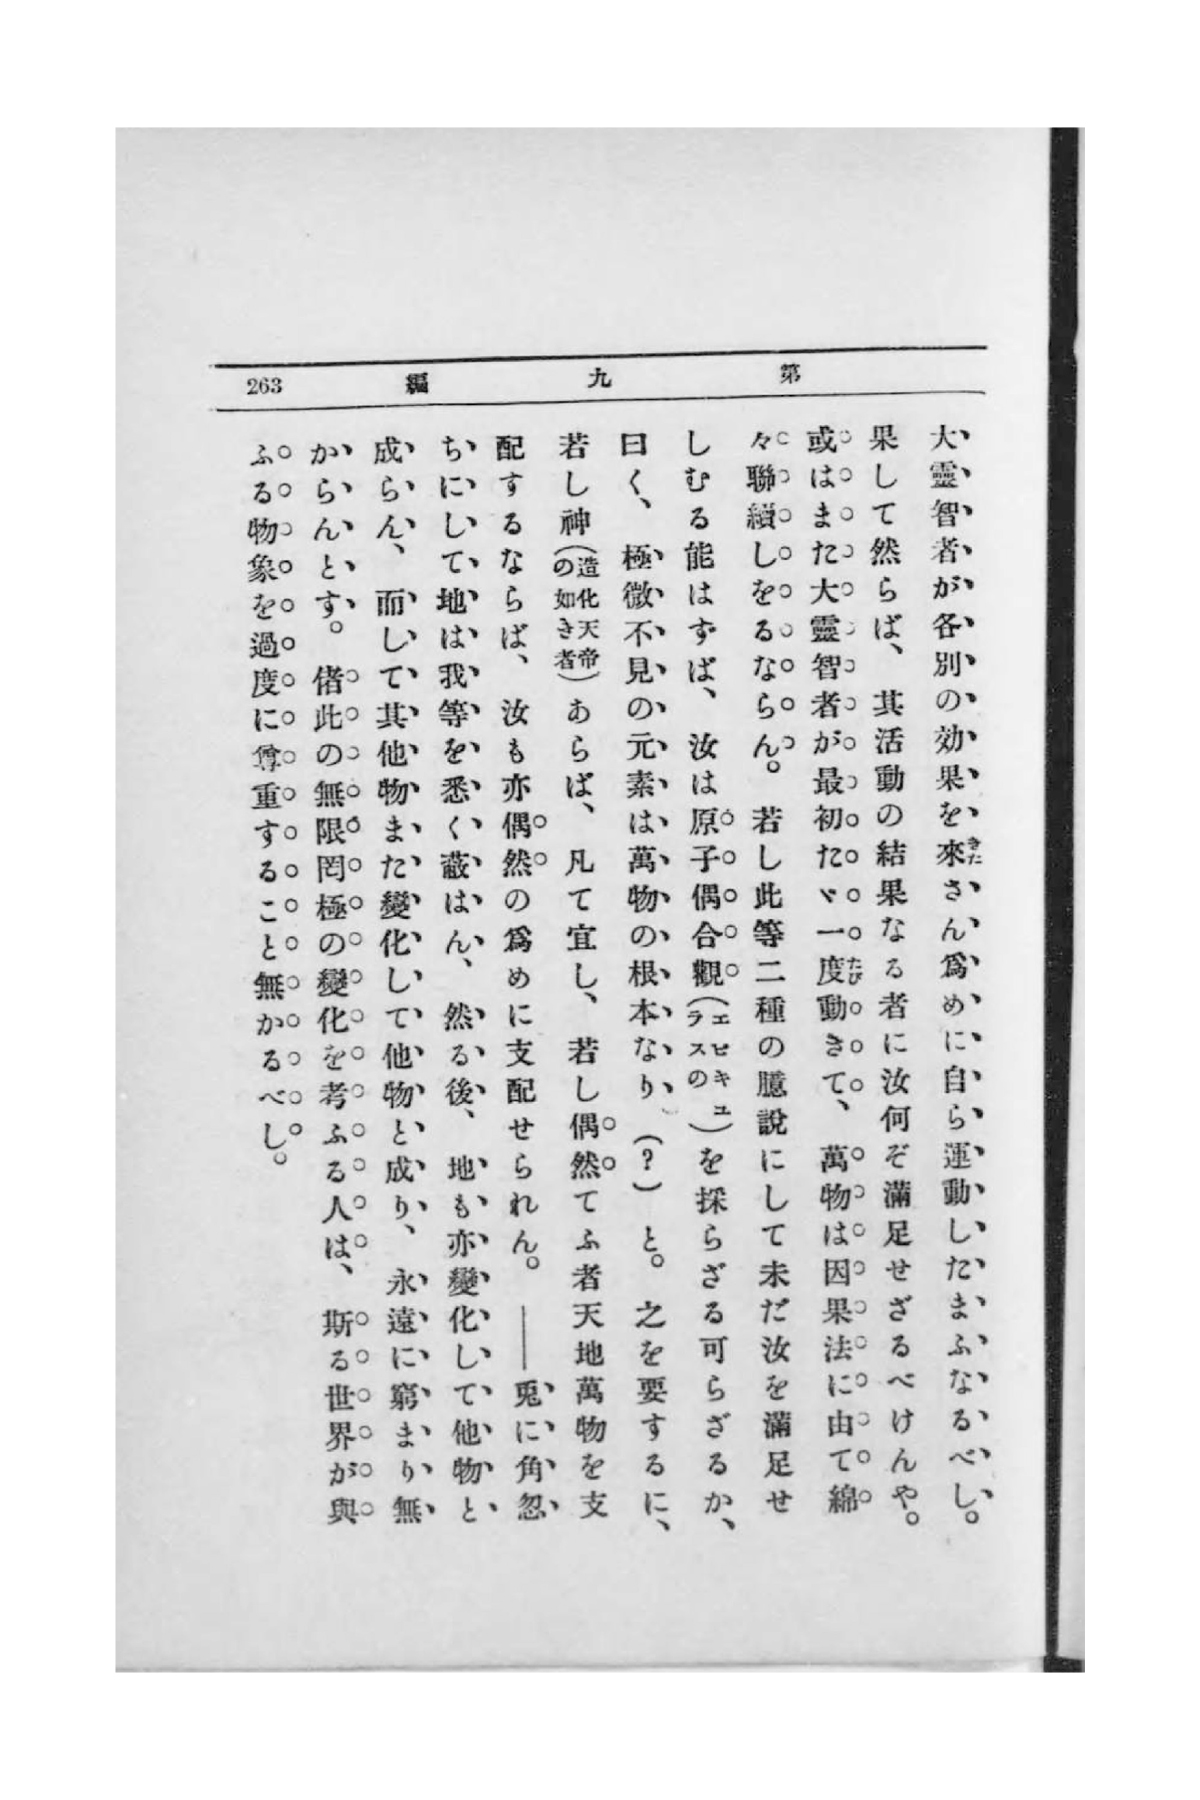 第九編
263
大靈智者が各別の効果を來さん爲めに自ら運動したまふなるべし。
果して然らば、其活動の結果なる者に汝何ぞ滿足せざるべけんや。
或はまた大靈智者が最初たゞ一度動きて、萬物は因果法に由て綿
々聯續しをるならん。若し此等二種の臆說にして未だ汝を滿足せ
しむる能はずば、汝は原子偶合觀(エピキュラスの)を採らざる可らざるか、
曰く、極微不見の元素は萬物の根本なり(?)と。之を要するに、
若し神(造化天帝の如き者)あらば、凡て宜し、若し偶然てふ者天地萬物を支
配するならば、汝も亦偶然の爲めに支配せられん。――兎に角忽
ちにして地は我等を悉く蔽はん、然る後、地も亦變化して他物と
成らん、而して其他物また變化して他物と成り、永遠に窮まり無
からんとす。偖此の無限罔極の變化を考ふる人は、斯る世界が與
ふる物象を過度に尊重すること無かるべし。